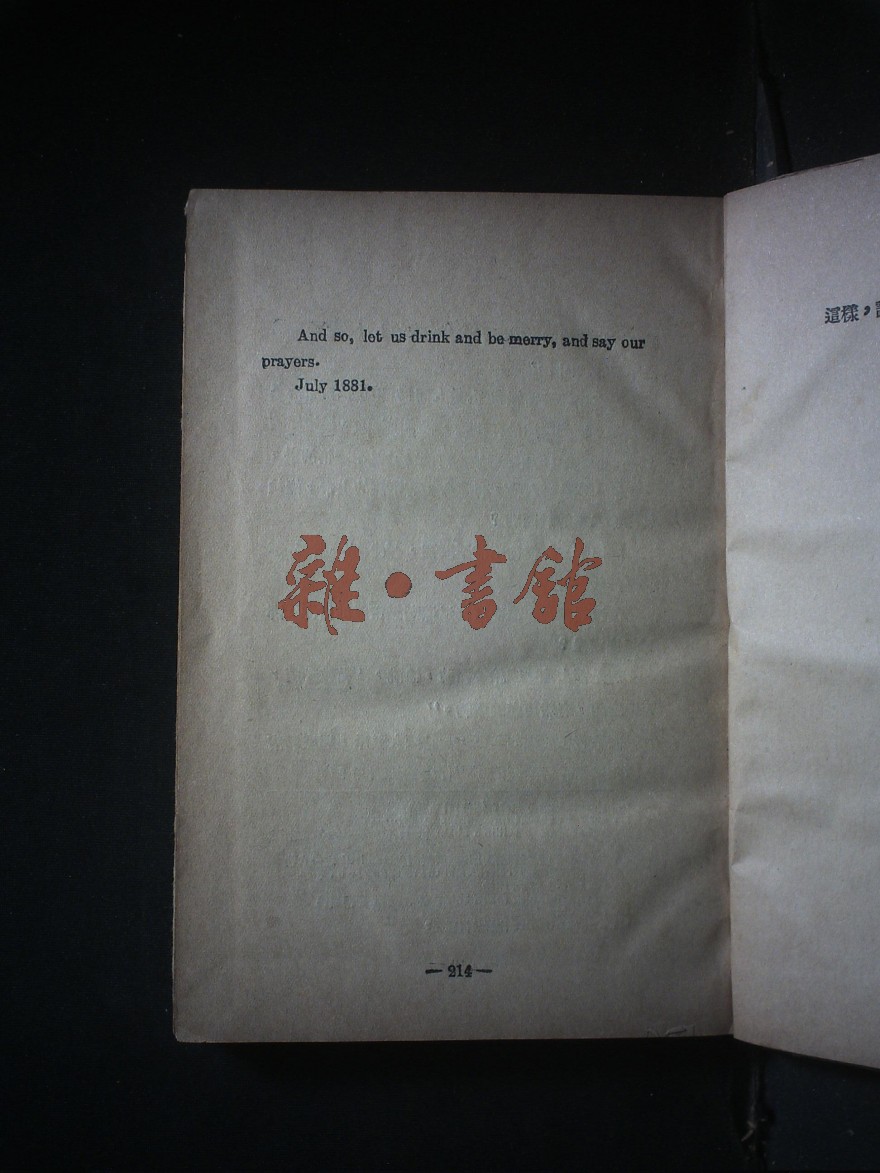 And so, let us drink and be merry, and say our
prayers.
July 1881.
雜·書館
— 214 —
這樣，